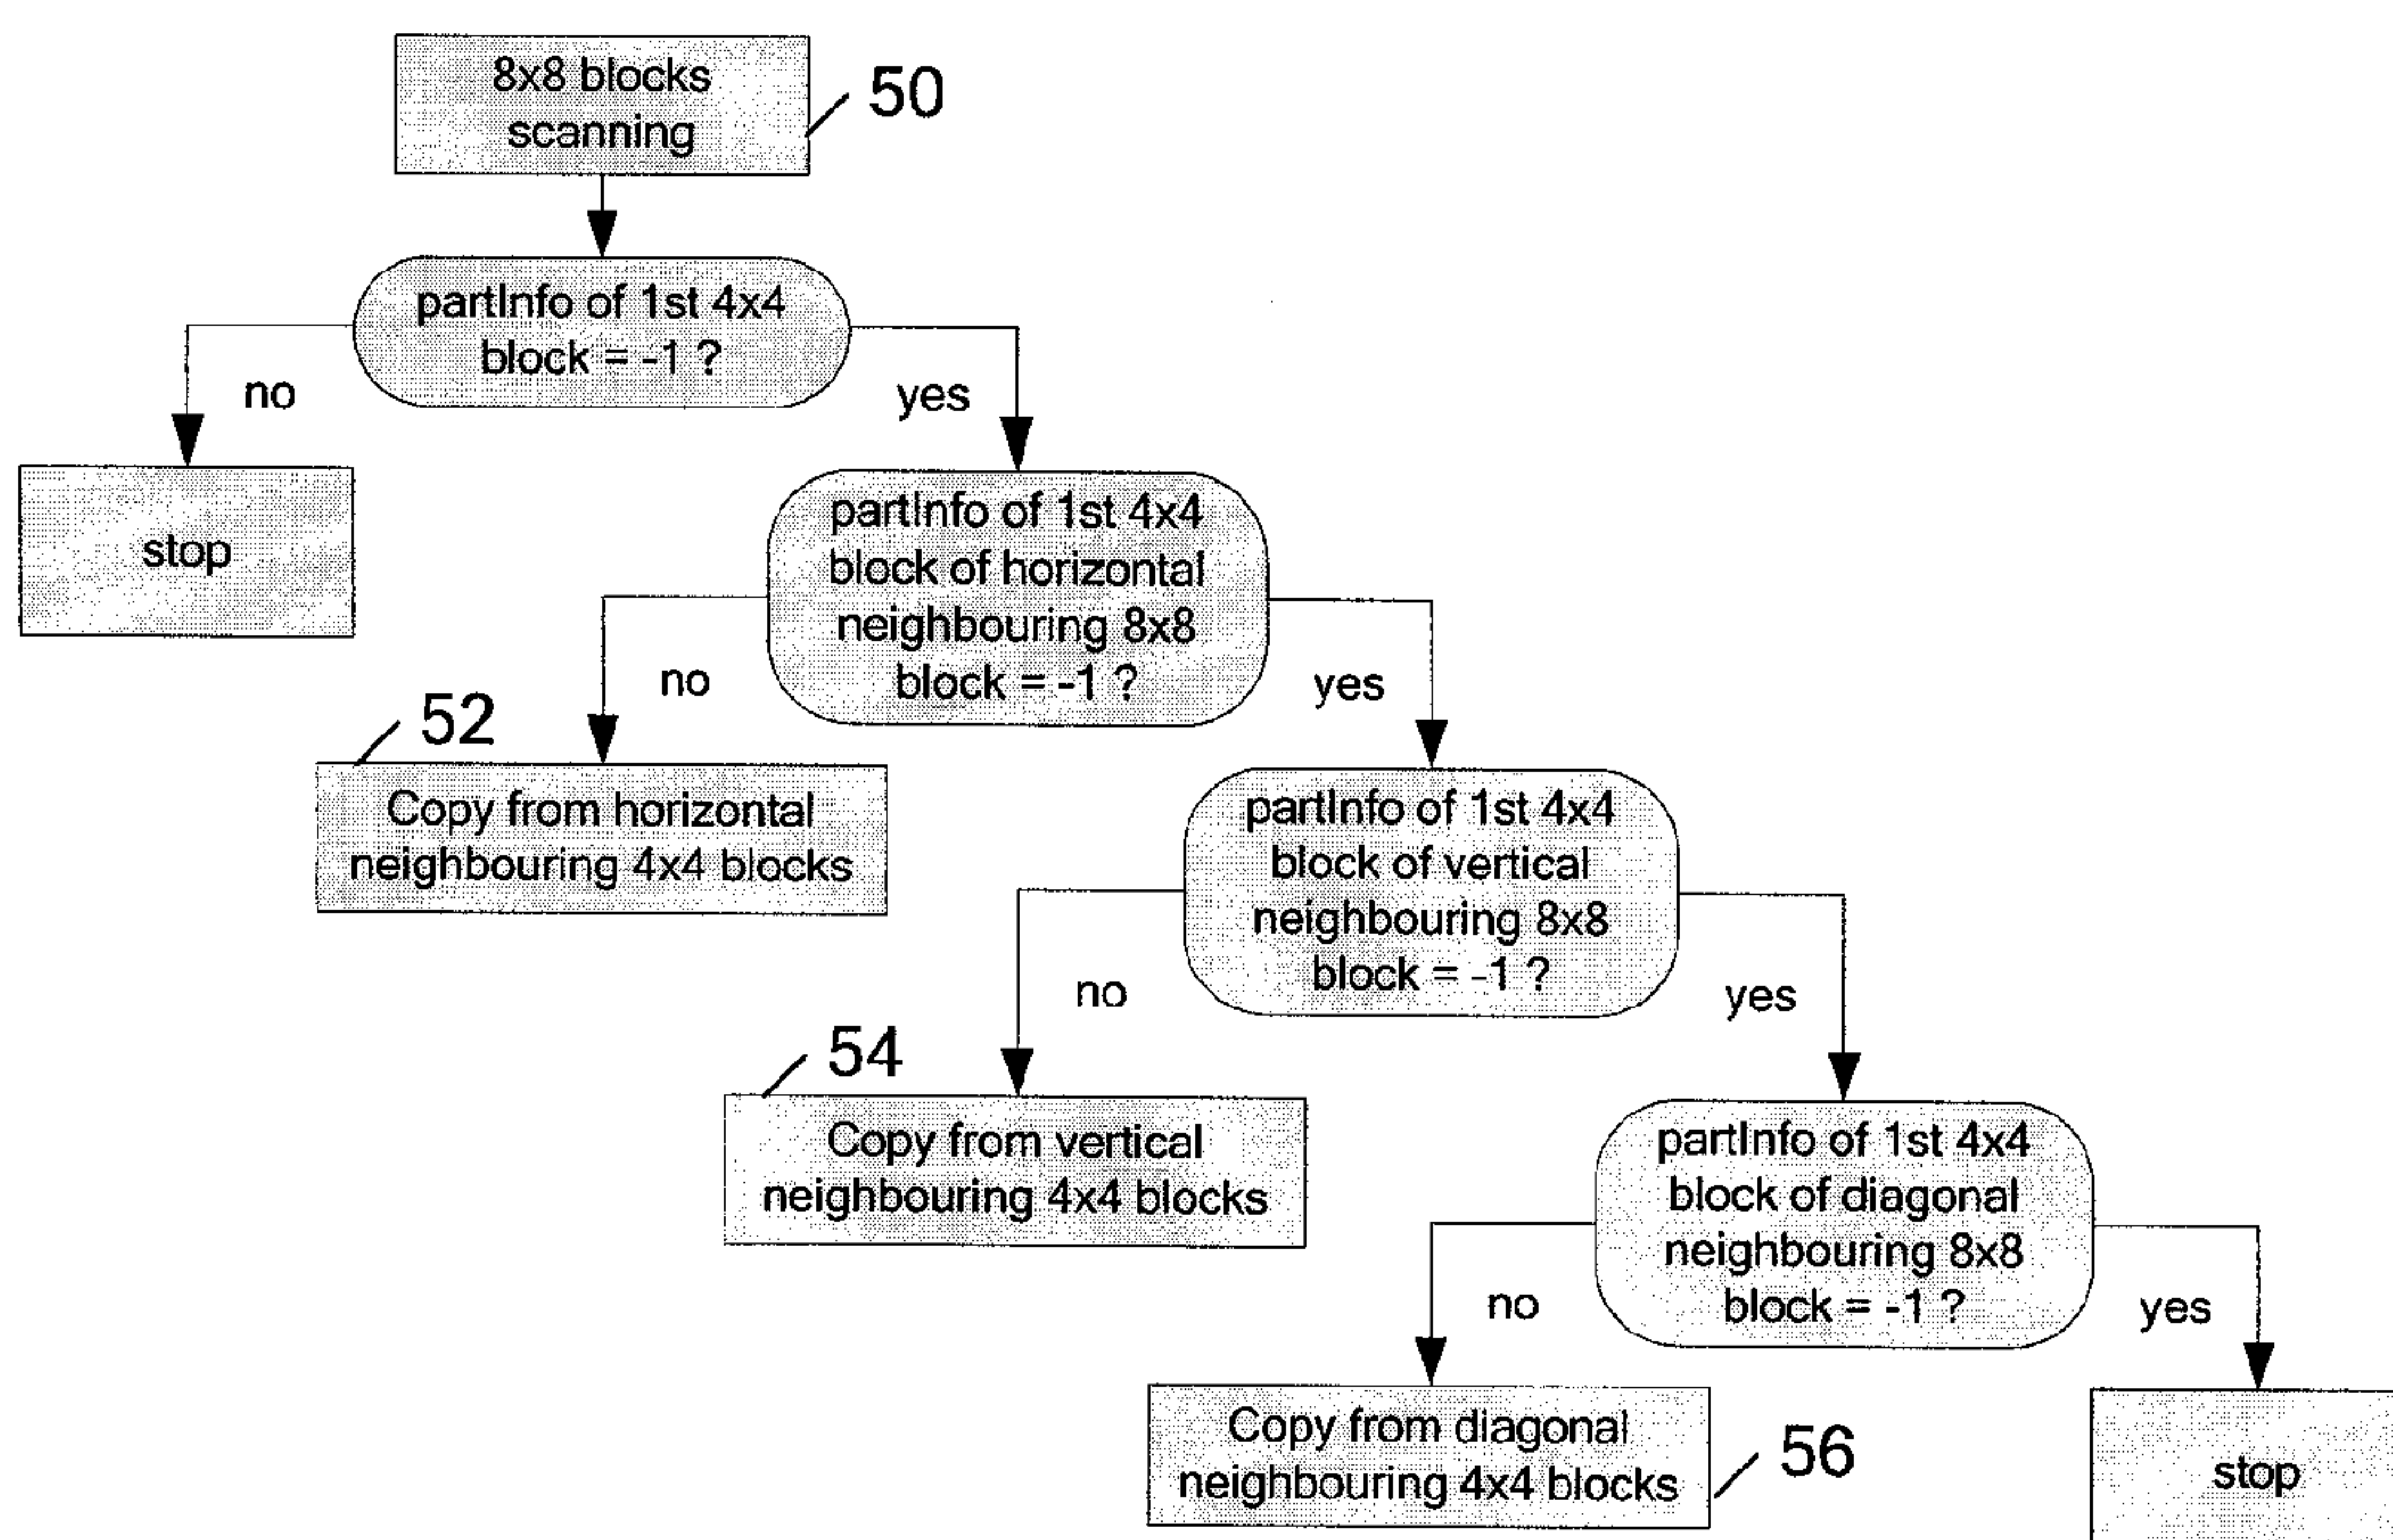 8x8 blocks
scanning
50
partInfo of 1st 4x4
block = -1 ?
no
yes
stop
partInfo of 1st 4x4
block of horizontal
neighbouring 8x8
block = -1 ?
no
yes
52
Copy from horizontal
neighbouring 4x4 blocks
partInfo of 1st 4x4
block of vertical
neighbouring 8x8
block = -1 ?
no
yes
54
Copy from vertical
neighbouring 4x4 blocks
partInfo of 1st 4x4
block of diagonal
neighbouring 8x8
block = -1 ?
no
yes
Copy from diagonal
neighbouring 4x4 blocks
56
stop